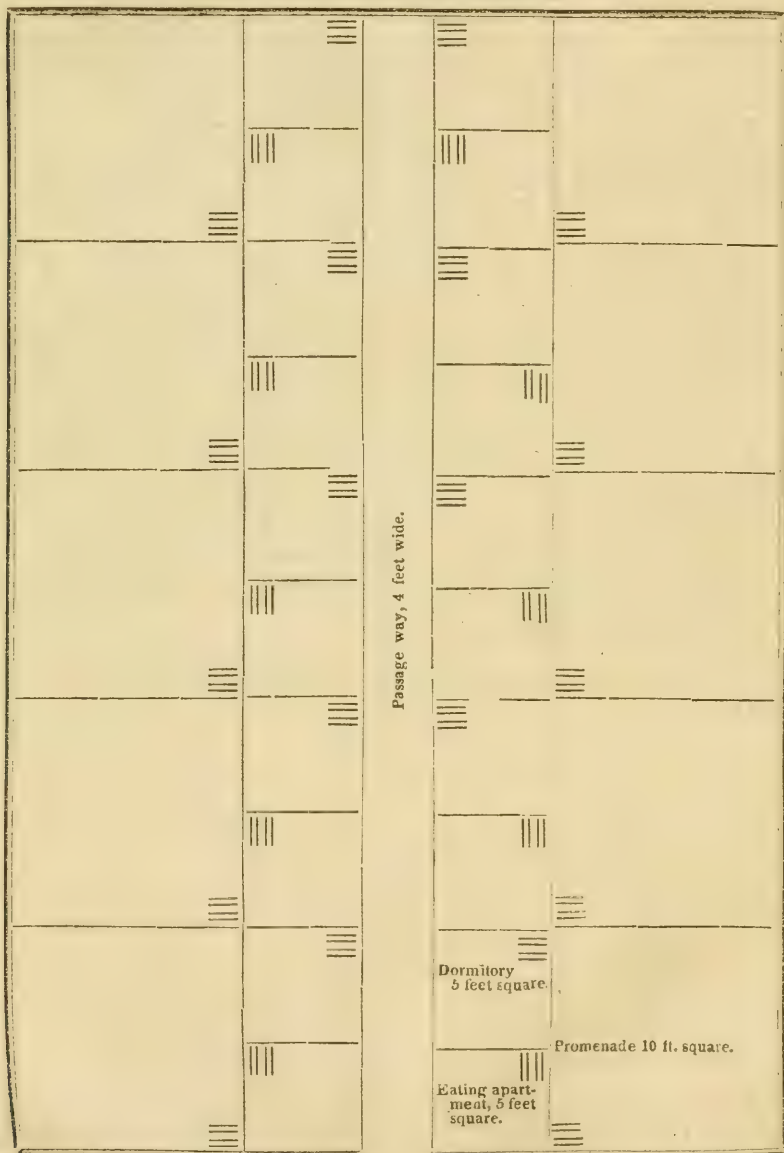 Passage way, 4 feet wide.
Dormitory
5 feet square.
Promenade 10 ft. square.
Eating apart-
ment, 5 feet
square.